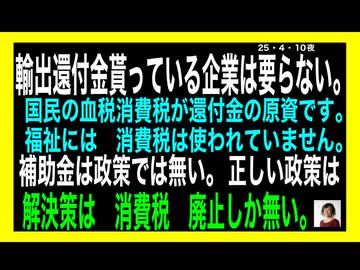 25・4・10夜
輸出還付金貰っている企業は要らない。
国民の血税消費税が還付金の原資です。
福祉には　消費税は使われていません。
補助金は政策では無い。正しい政策は
解決策は　消費税　廃止しか無い。